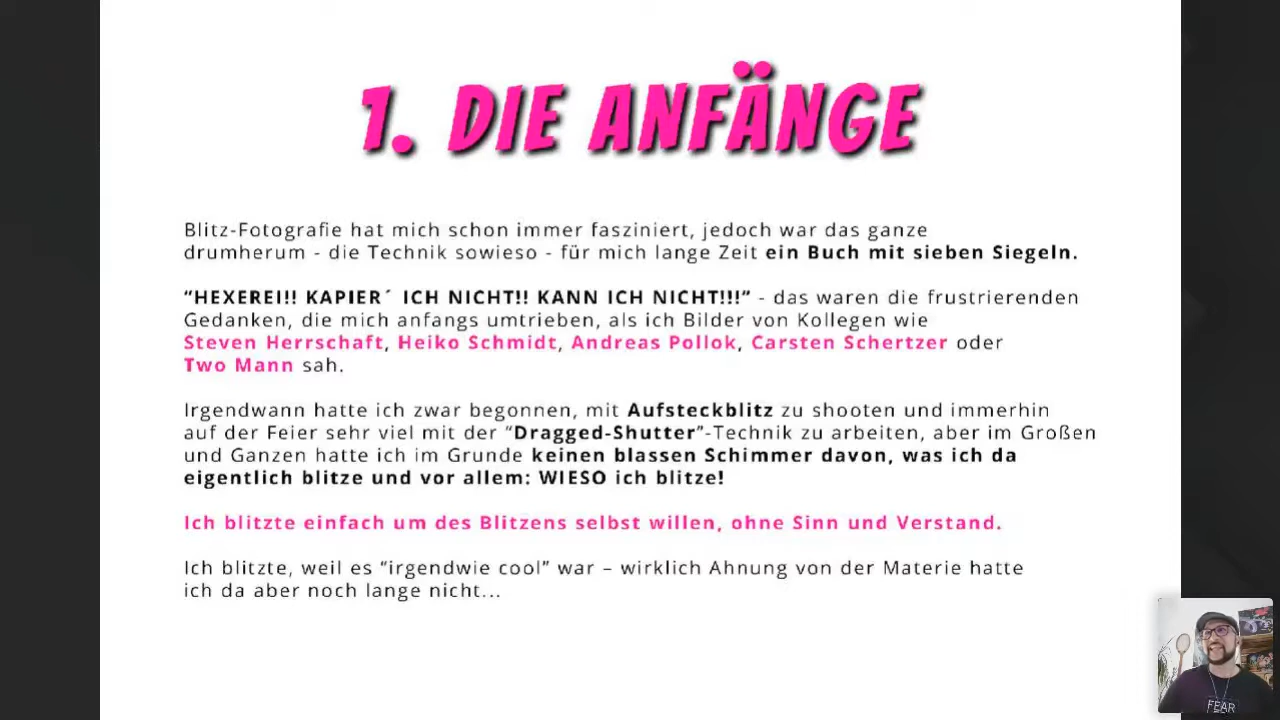 1. DIE ANFÄNGE
Blitz-Fotografie hat mich schon immer fasziniert, jedoch war das ganze
drumherum - die Technik sowieso - für mich lange Zeit ein Buch mit sieben Siegeln.
“HEXEREI!! KAPIER´ ICH NICHT!! KANN ICH NICHT!!!” - das waren die frustrierenden
Gedanken, die mich anfangs umtrieben, als ich Bilder von Kollegen wie
Steven Herrschaft, Heiko Schmidt, Andreas Pollok, Carsten Schertzer oder
Two Mann sah.
Irgendwann hatte ich zwar begonnen, mit Aufsteckblitz zu shooten und immerhin
auf der Feier sehr viel mit der “Dragged-Shutter”-Technik zu arbeiten, aber im Großen
und Ganzen hatte ich im Grunde keinen blassen Schimmer davon, was ich da
eigentlich blitze und vor allem: WIESO ich blitze!
Ich blitzte einfach um des Blitzens selbst willen, ohne Sinn und Verstand.
Ich blitzte, weil es “irgendwie cool” war – wirklich Ahnung von der Materie hatte
ich da aber noch lange nicht...
FEAR